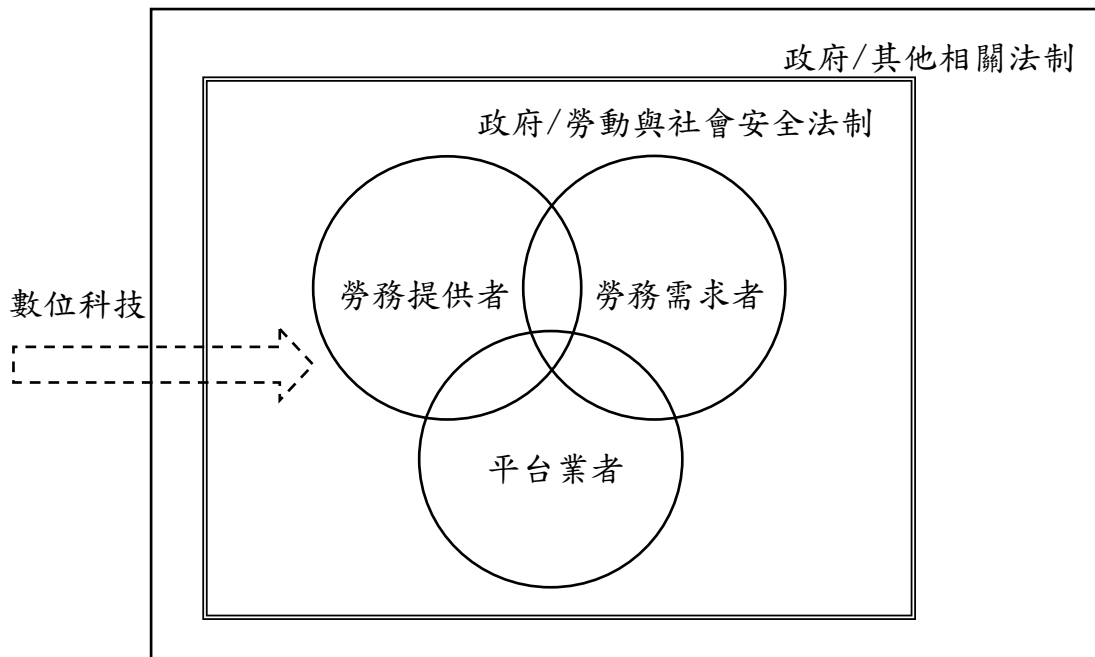 政府/其他相關法制
政府/勞動與社會安全法制
勞務提供者
勞務需求者
數位科技
平台業者